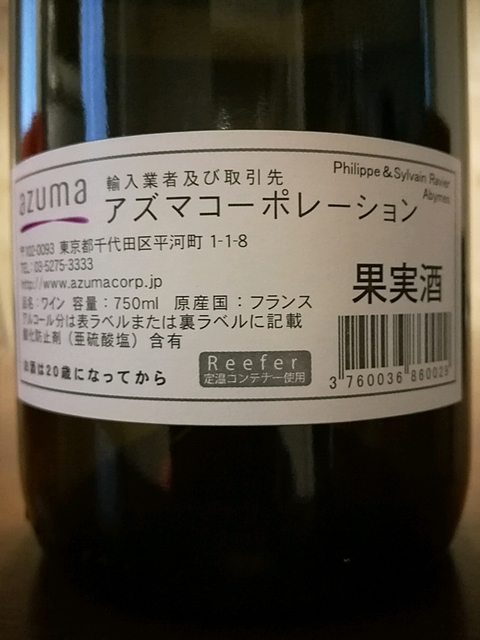 azuma
輸入業者及び取引先
Philippe & Sylvain Ravier
Abymes
アズマコーポレーション
〒102-0093 東京都千代田区平河町 1-1-8
TEL:03-5275-3333
http://www.azumacorp.jp
品名:ワイン 容量:750ml 原産国:フランス
アルコール分は表ラベルまたは裏ラベルに記載
酸化防止剤(亜硫酸塩)含有
お酒は20歳になってから
果実酒
Reefer
定温コンテナー使用
3 760036 860028